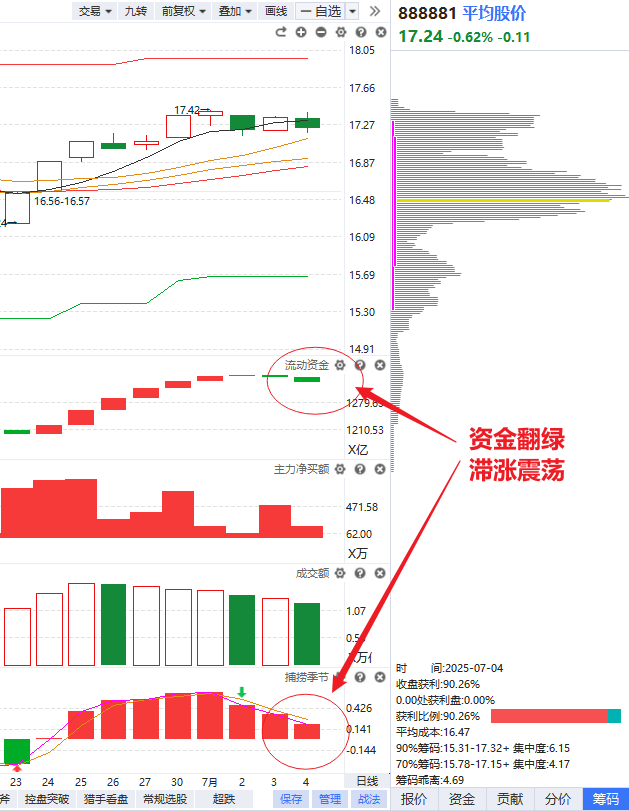 交易 九转 前复权 叠加 画线 一自选
888881 平均股价
17.24 -0.62% -0.11
18.05
17.66
17.42
17.27
16.87
16.56-16.57
16.48
16.09
15.69
15.30
14.91
流动资金
1210.53
X亿
资金翻绿
滞涨震荡
主力净买额
471.58
62.00
X万
成交额
1.07
捕捞季节
0.426
0.141
-0.144
23 24 25 26 27 30 7月 2 3 4 日线
时 间:2025-07-04
收盘获利:90.26%
0.00处获利盘:0.00%
获利比例:90.26%
平均成本:16.47
90%筹码:15.31-17.32+ 集中度:6.15
70%筹码:15.78-17.15+ 集中度:4.17
筹码乖离:4.69
斧 控盘突破 猎手看盘 常规选股 超跌 保存 管理 战法
报价 资金 贡献 分价 筹码